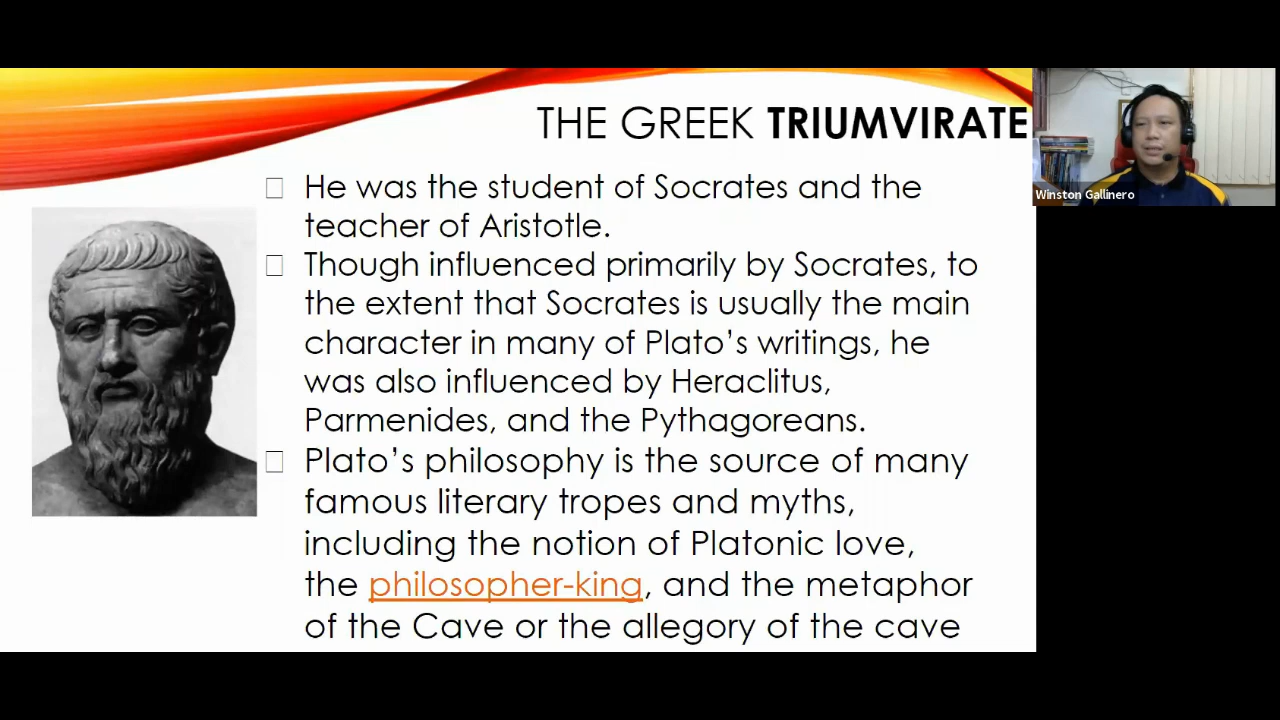 THE GREEK TRIUMVIRATE
He was the student of Socrates and the
teacher of Aristotle.
Though influenced primarily by Socrates, to
the extent that Socrates is usually the main
character in many of Plato’s writings, he
was also influenced by Heraclitus,
Parmenides, and the Pythagoreans.
Plato’s philosophy is the source of many
famous literary tropes and myths,
including the notion of Platonic love,
the philosopher-king, and the metaphor
of the Cave or the allegory of the cave
Winston Gallinero